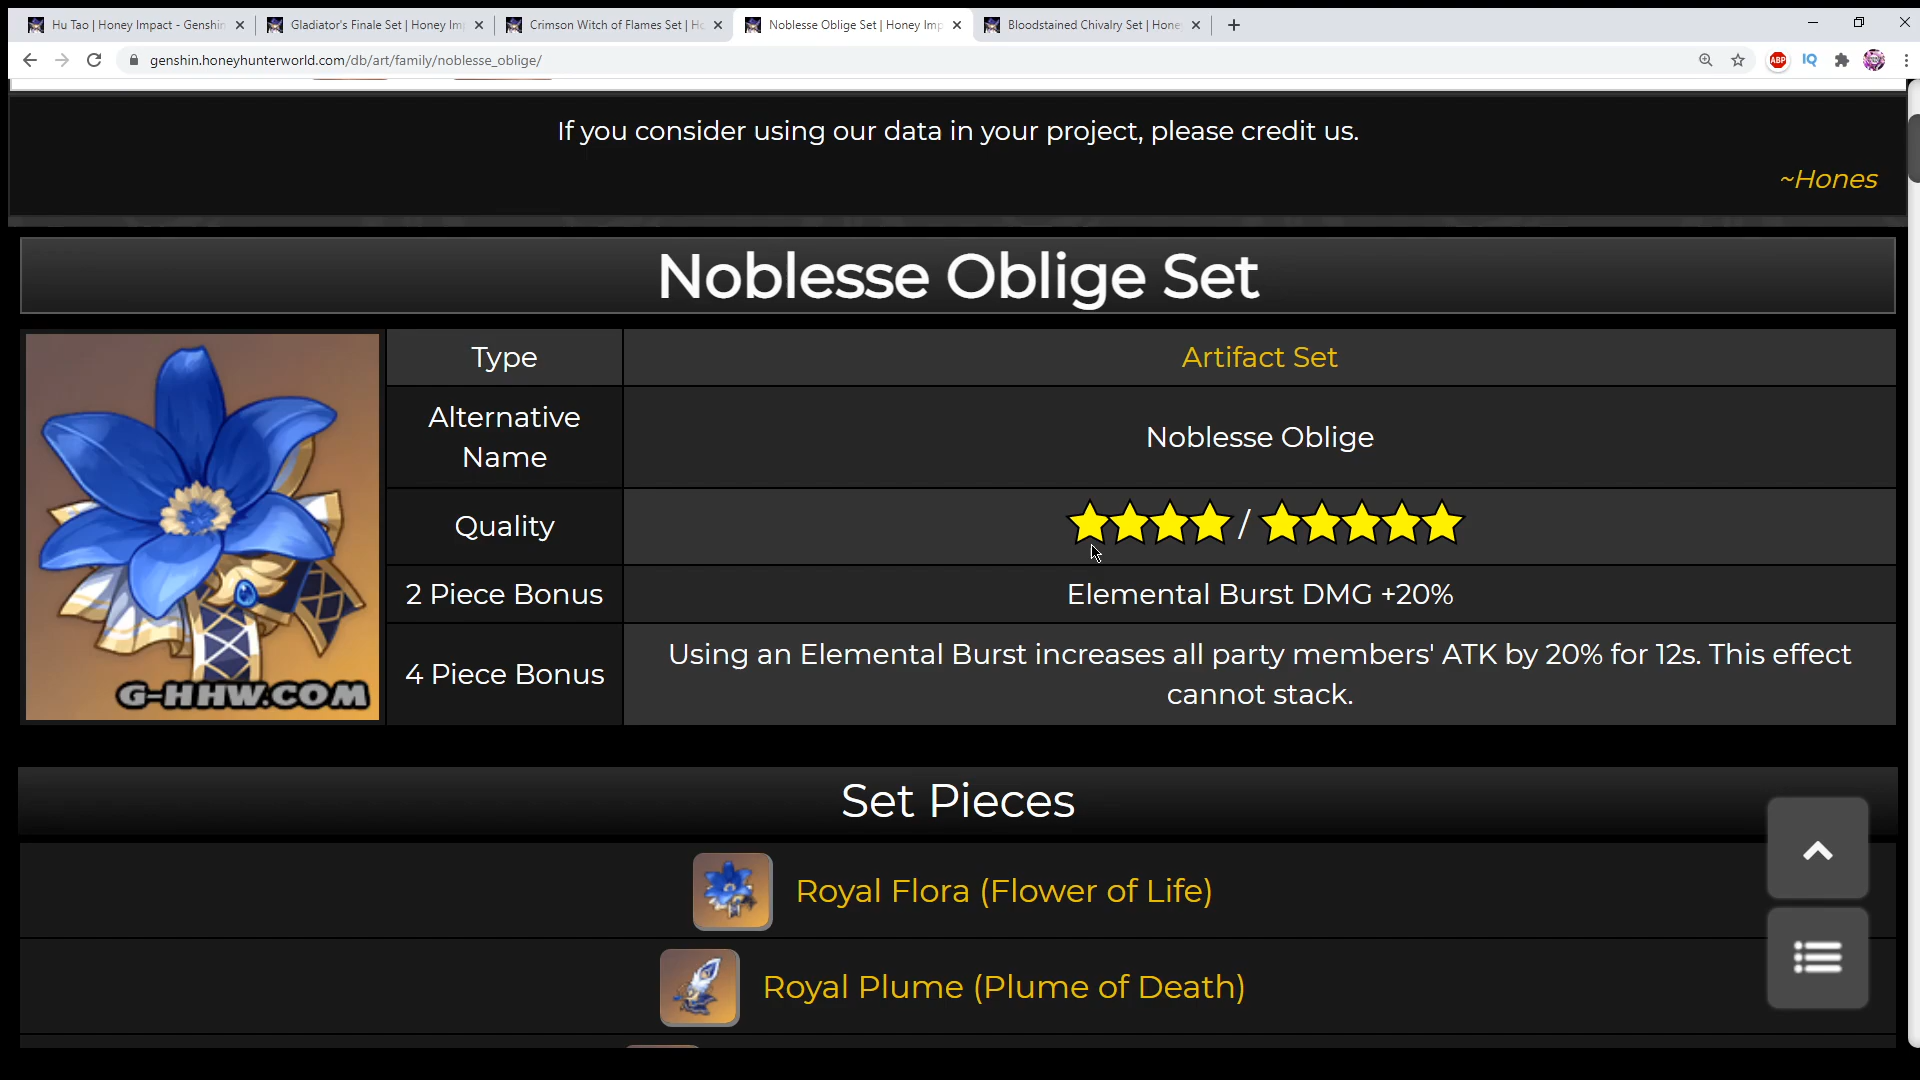 Hu Tao | Honey Impact - Genshin
Gladiator's Finale Set | Honey Im
Crimson Witch of Flames Set | Ho
Noblesse Oblige Set | Honey Imp
Bloodstained Chivalry Set | Hone
genshin.honeyhunterworld.com/db/art/family/noblesse_oblige/
ABP
IQ
If you consider using our data in your project, please credit us.
~Hones
Noblesse Oblige Set
Type
Artifact Set
Alternative
Name
Noblesse Oblige
Quality
/
2 Piece Bonus
Elemental Burst DMG +20%
4 Piece Bonus
Using an Elemental Burst increases all party members' ATK by 20% for 12s. This effect
cannot stack.
G-HHW.COM
Set Pieces
Royal Flora (Flower of Life)
Royal Plume (Plume of Death)